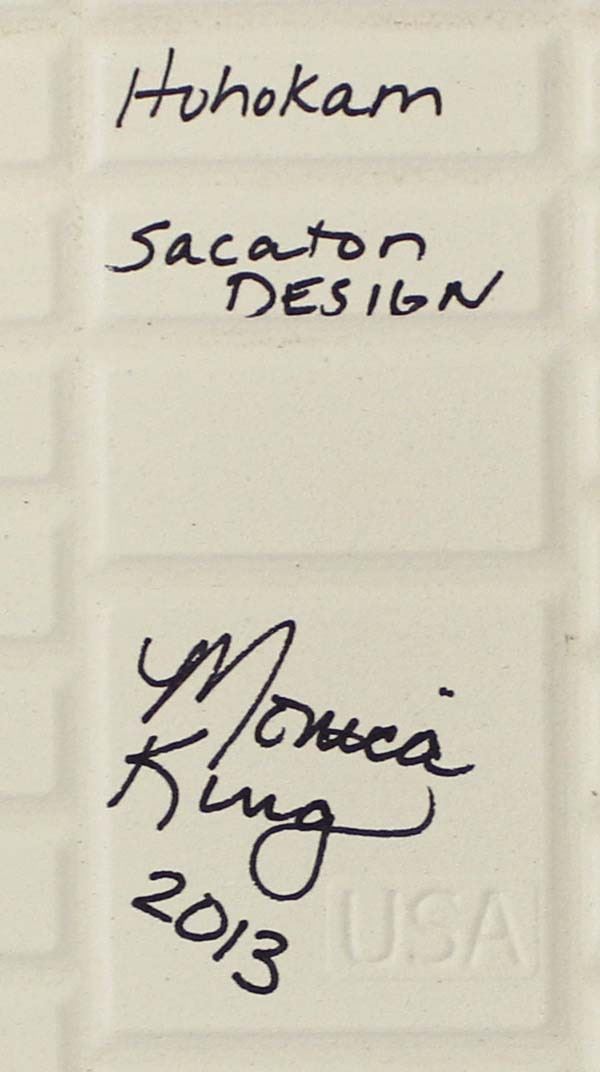 Hohokam
Sacaton
DESIGN
Monica
King
2013
USA